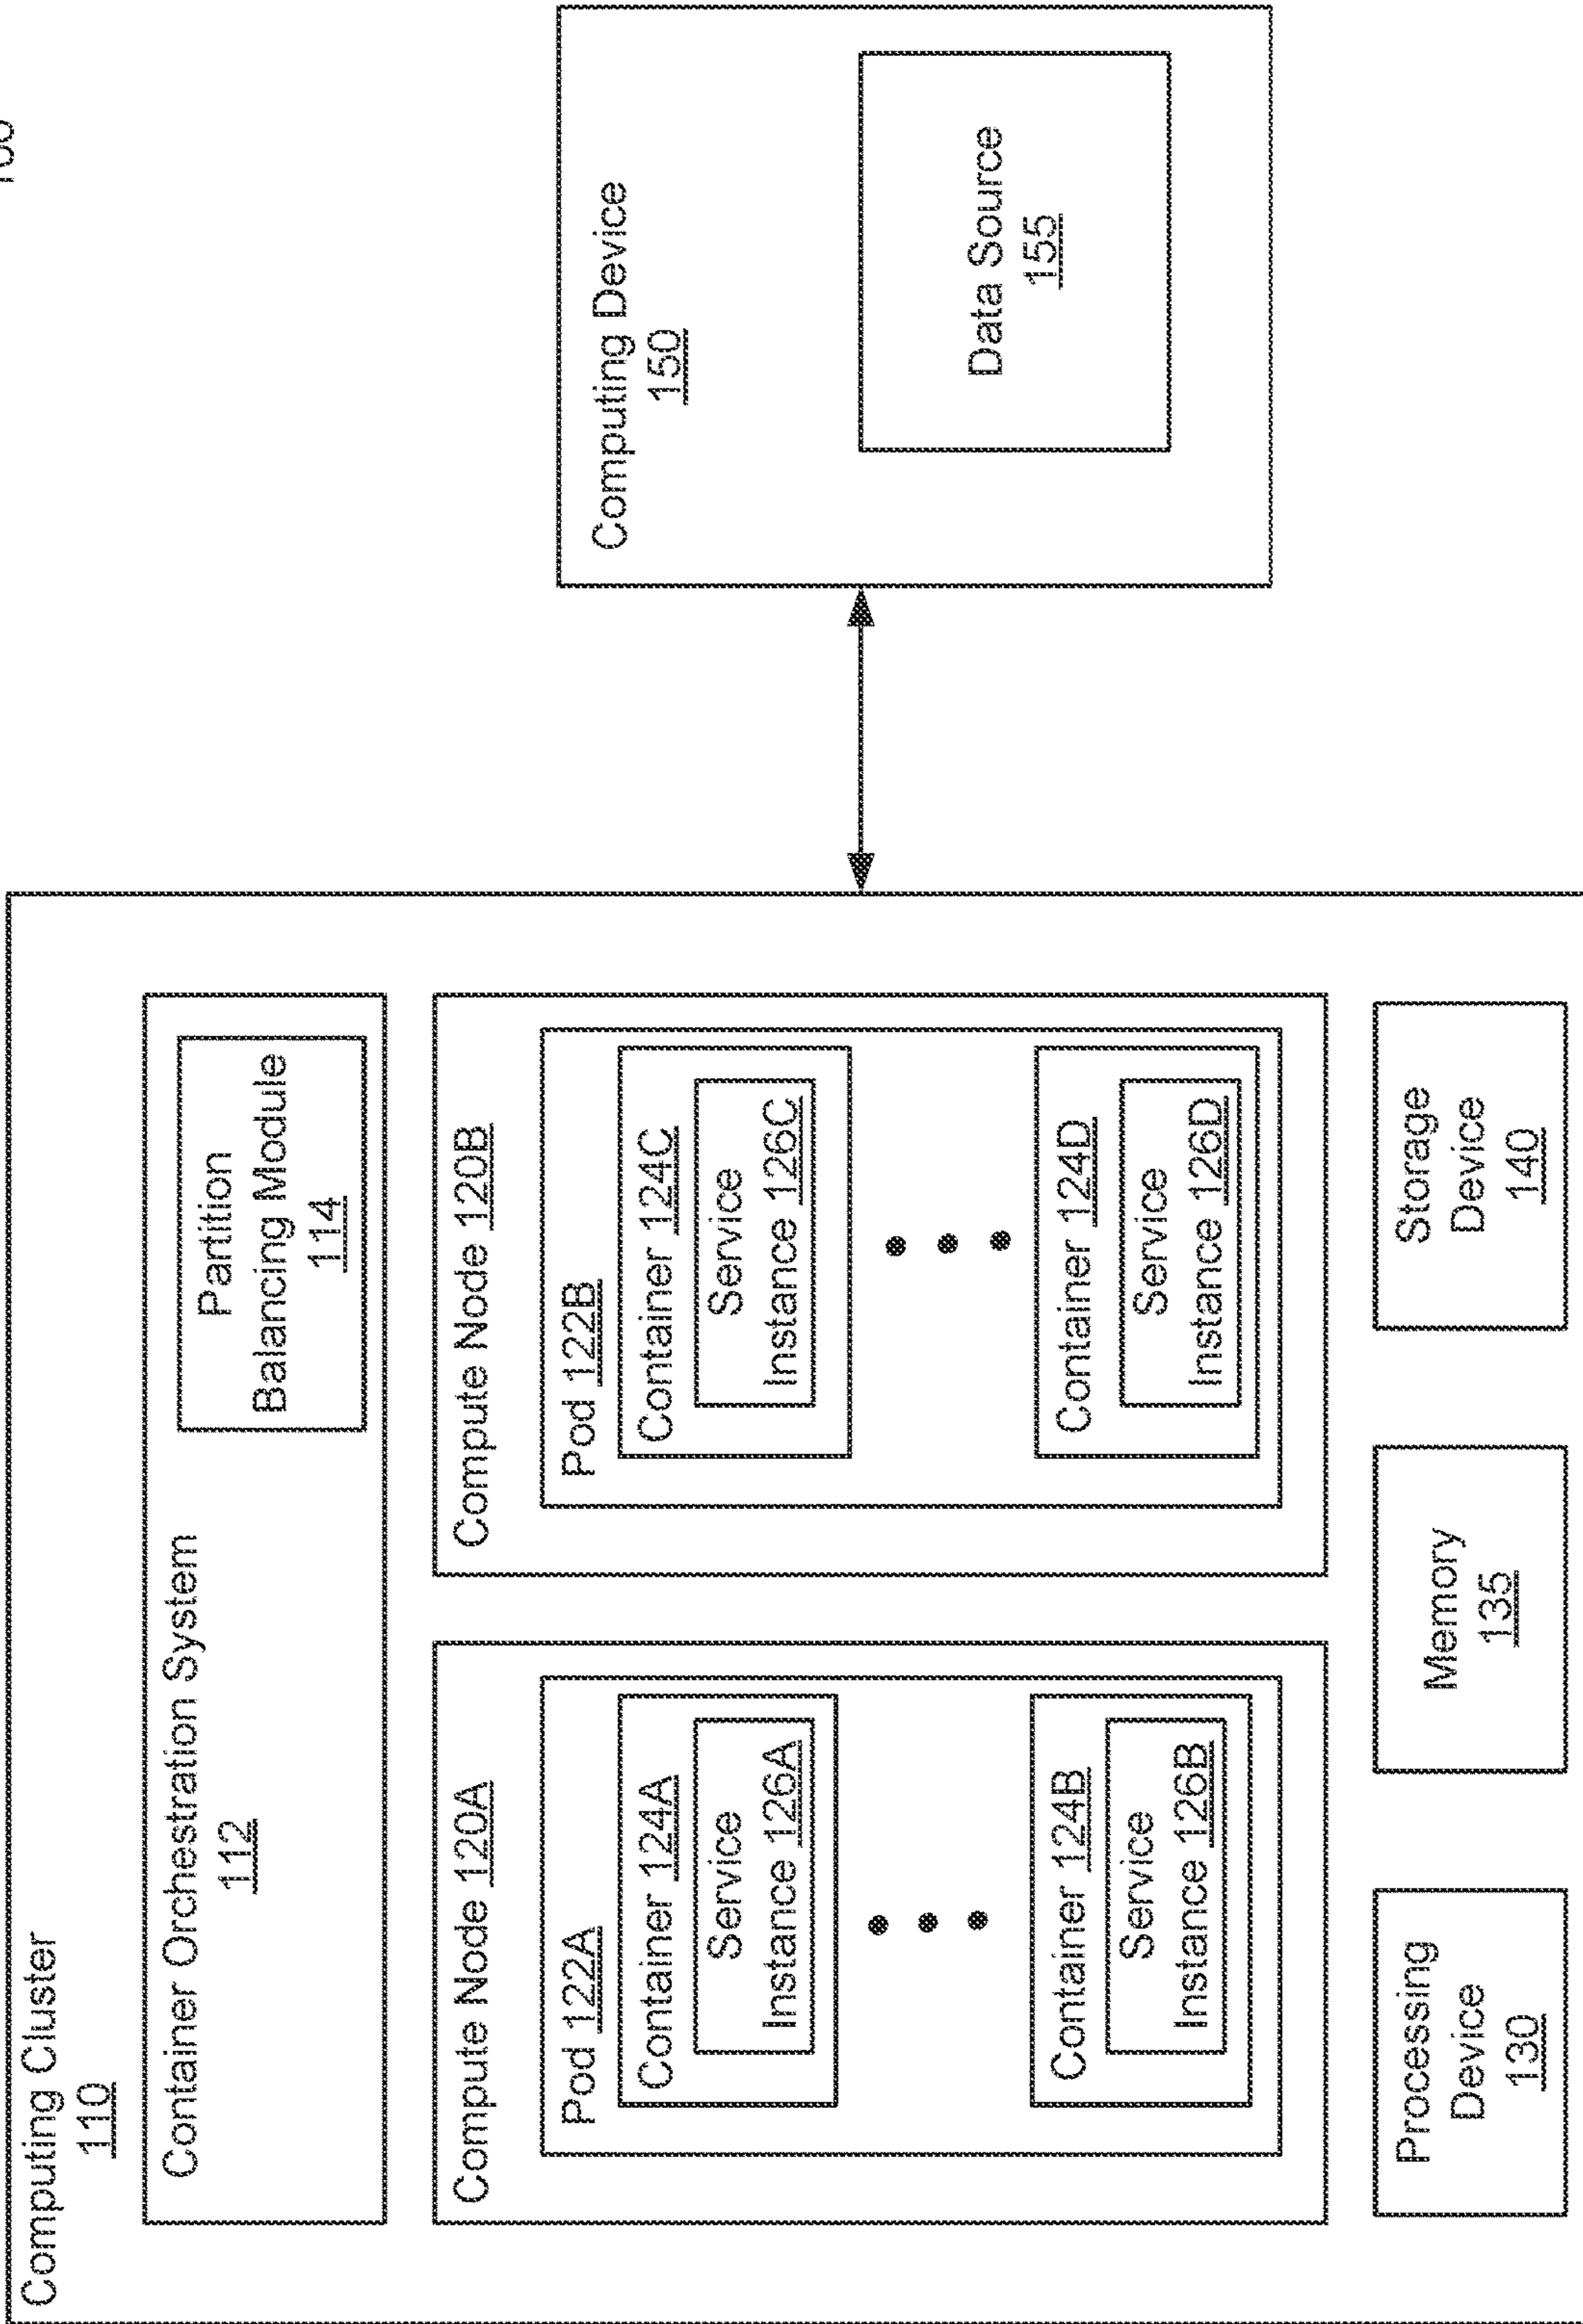 Computing Cluster
110
Container Orchestration System
112
Partition
Balancing Module
114
Compute Node 120A
Pod 122A
Container 124A
Service
Instance 126A
Container 124B
Service
Instance 126B
Compute Node 120B
Pod 122B
Container 124C
Service
Instance 126C
Container 124D
Service
Instance 126D
Processing
Device
130
Memory
135
Storage
Device
140
Computing Device
150
Data Source
155